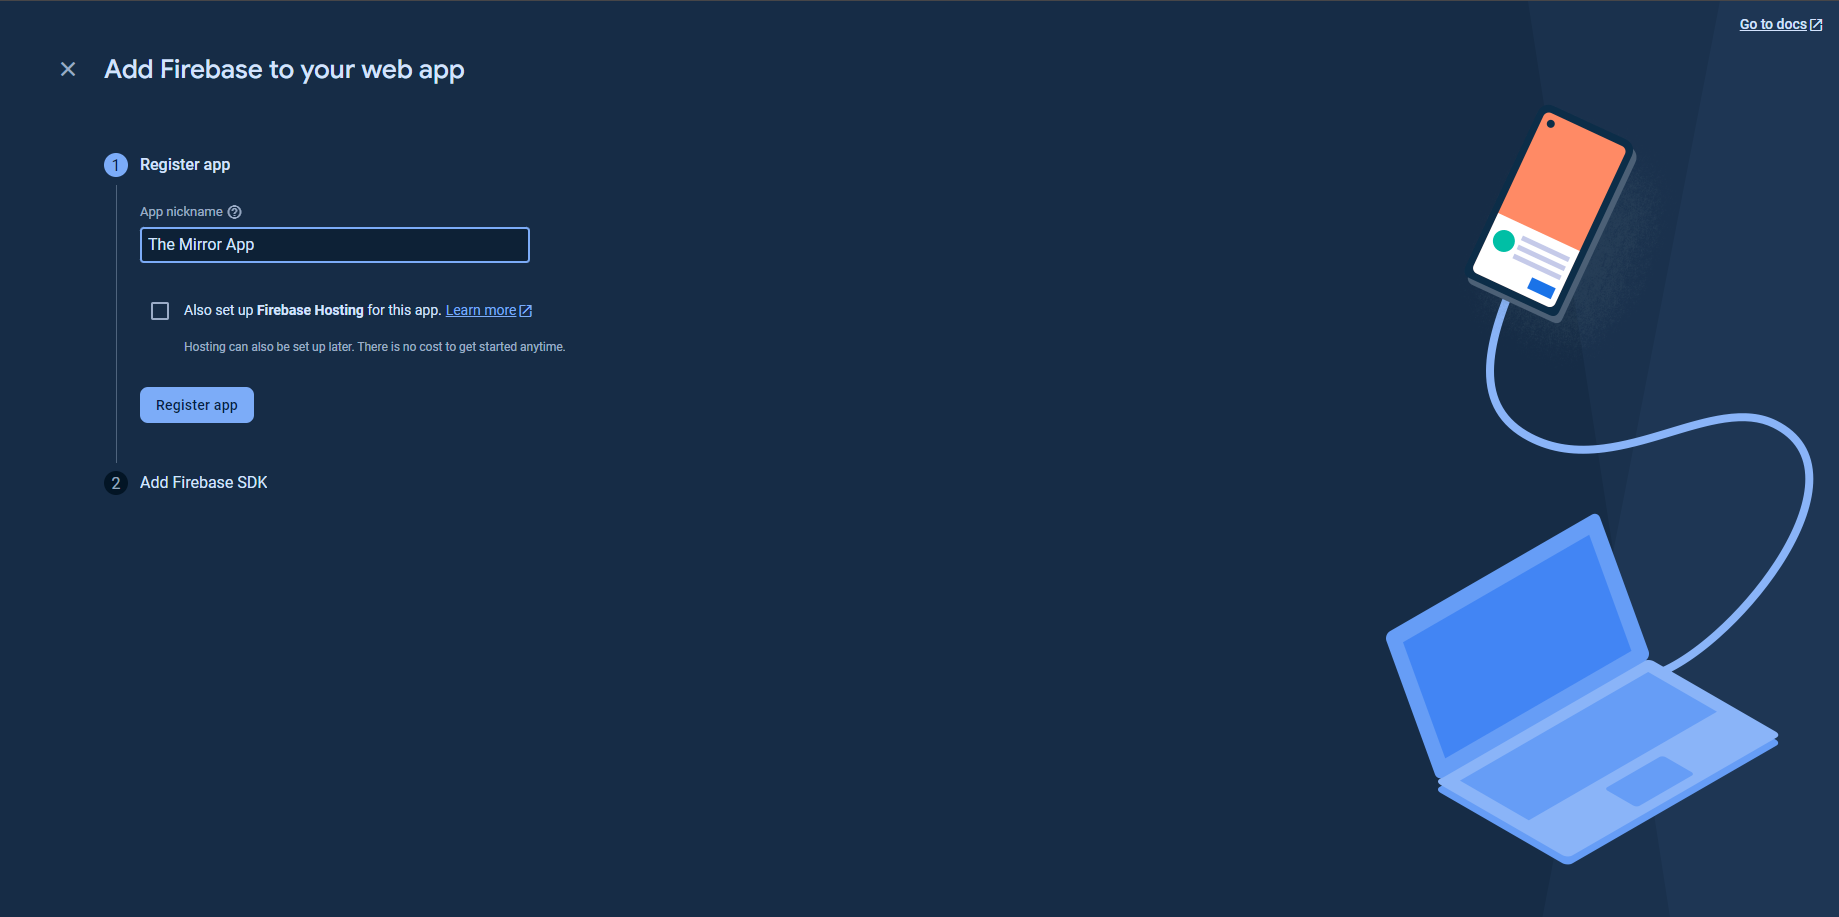 Go to docs
Add Firebase to your web app
1 Register app
App nickname
The Mirror App
Also set up Firebase Hosting for this app. Learn more
Hosting can also be set up later. There is no cost to get started anytime.
Register app
2 Add Firebase SDK